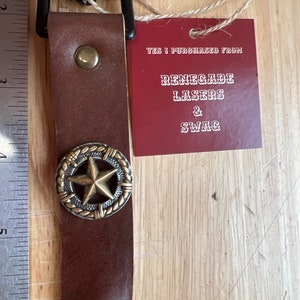 YES I PURCHASED FROM
RENEGADE
LASERS
&
SWAG